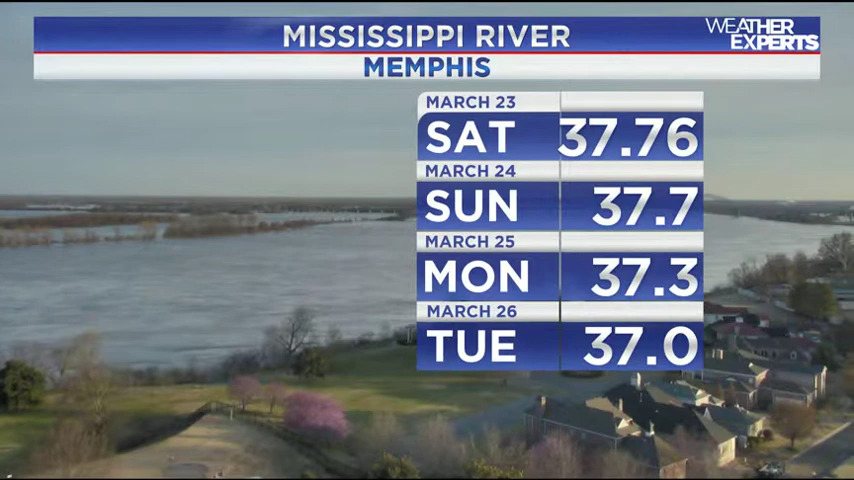 MISSISSIPPI RIVER
WEATHER
EXPERTS
MEMPHIS
MARCH 23
SAT 37.76
MARCH 24
SUN 37.7
MARCH 25
MON 37.3
MARCH 26
TUE 37.0